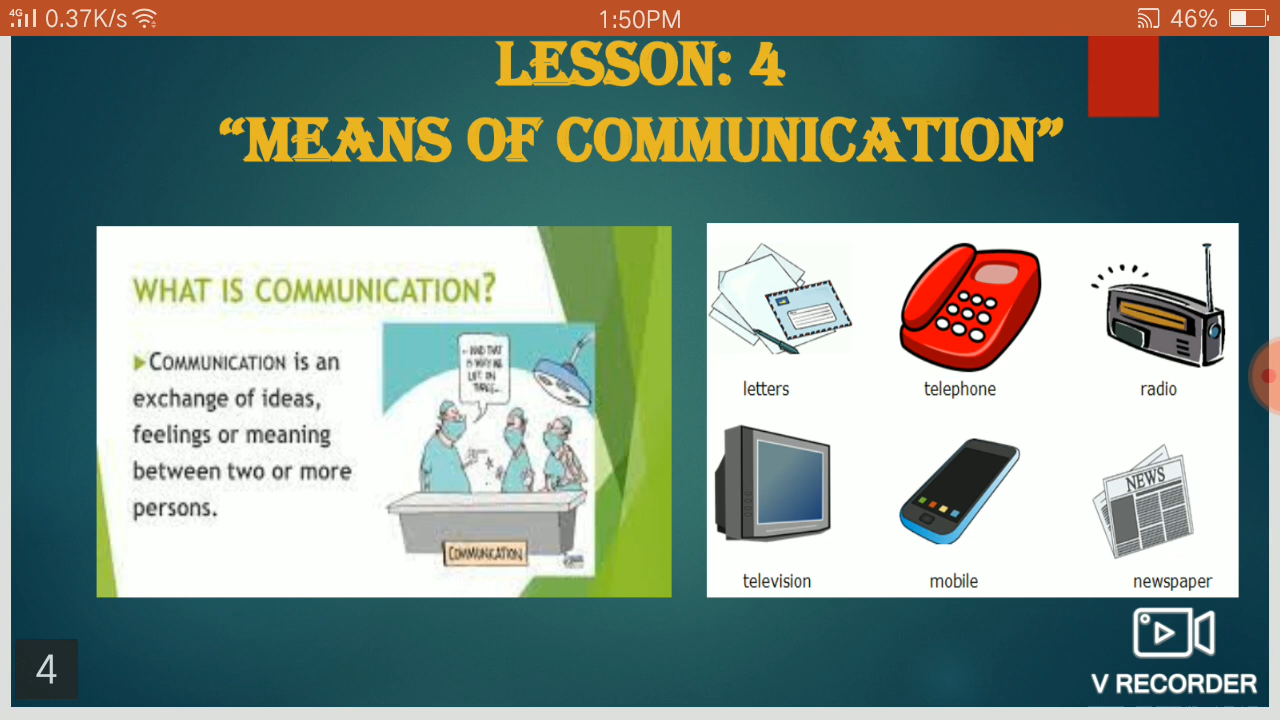 4G 0.37K/s
1:50PM
46%
LESSON: 4
“MEANS OF COMMUNICATION”
WHAT IS COMMUNICATION?
COMMUNICATION is an
exchange of ideas,
feelings or meaning
between two or more
persons.
COMMUNICATION
letters
telephone
radio
NEWS
television
mobile
newspaper
4
V RECORDER